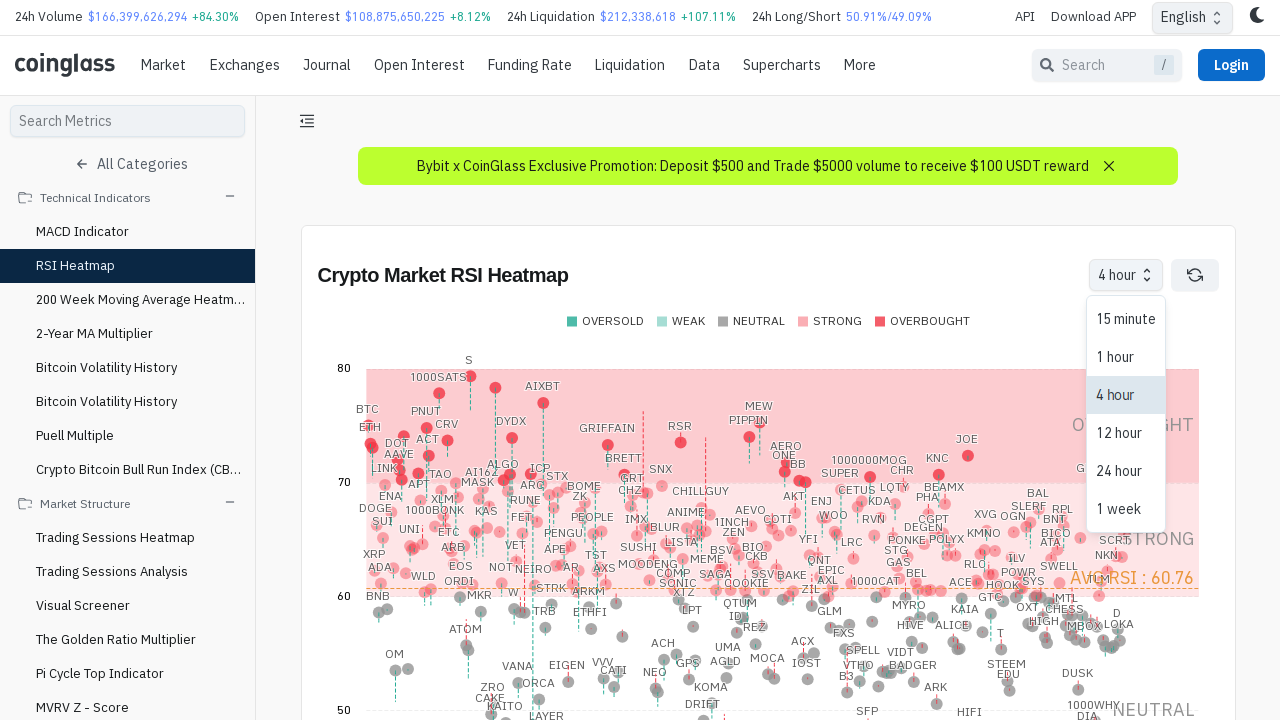 24h Volume $166,399,626,294 +84.30% Open Interest $108,875,650,225 +8.12% 24h Liquidation $212,338,618 +107.11% 24h Long/Short 50.91%/49.09% API Download APP English
coinglass Market Exchanges Journal Open Interest Funding Rate Liquidation Data Supercharts More Search / Login
Search Metrics
All Categories
Technical Indicators
MACD Indicator
RSI Heatmap
200 Week Moving Average Heatm...
2-Year MA Multiplier
Bitcoin Volatility History
Bitcoin Volatility History
Puell Multiple
Crypto Bitcoin Bull Run Index (CB...
Market Structure
Trading Sessions Heatmap
Trading Sessions Analysis
Visual Screener
The Golden Ratio Multiplier
Pi Cycle Top Indicator
MVRV Z - Score
Bybit x CoinGlass Exclusive Promotion: Deposit $500 and Trade $5000 volume to receive $100 USDT reward
Crypto Market RSI Heatmap
4 hour
15 minute
1 hour
4 hour
12 hour
24 hour
1 week
OVERSOLD WEAK NEUTRAL STRONG OVERBOUGHT
80
70
60
50
STRONG
AVG RSI : 60.76
NEUTRAL
S
1000SATS
AIXBT
BTC
PNUT
MEW
ETH
CRV
DYDX
GRIFFAIN
RSR
PIPPIN
DOT
ACT
AERO
JOE
AAVE
BRETT
ONE
1000000MOG
KNC
LINK
TAO
AI16Z
ALGO
ICP
STX
SNX
SUPER
CHR
APT
MASK
GRT
ENA
XLM
RUNE
BOME
ZK
CHZ
CHILLGUY
AKT
ENJ
CETUS
LQTY
KDA
PHA
BEAMX
BAL
DOGE
1000BONK
KAS
FET
PEOPLE
IMX
ANIME
AEVO
WOO
RVN
CGPT
XVG
OGN
SLERF
RPL
BNT
SUI
UNI
ETC
PENGU
BLUR
1INCH
ZEN
COTI
YFI
DEGEN
KMNO
BICO
ATA
XRP
ARB
VET
APE
SUSHI
LISTA
BSV
BIO
LRC
STG
PONKE
POLYX
SCRT
NKN
ADA
WLD
EOS
NOT
NEIRO
TST
AXS
MOODENG
MEME
CKB
QNT
GAS
RLC
ILV
SWELL
ORDI
COMP
SAGA
EPIC
BEL
POWR
BNB
MKR
W
STRK
ARKM
SONIC
XTZ
COOKIE
BAKE
AXL
ZIL
1000CAT
ACE
HOOK
SYS
TRB
ETHFI
LPT
QTUM
GLM
MYRO
KAIA
GTC
OXT
MTL
CHESS
ATOM
REZ
HIVE
ALICE
HIGH
MBOX
LOKA
D
OM
ACH
UMA
ACX
FXS
T
VANA
EIGEN
VVV
CATI
NEO
GPS
AGLD
MOCA
IOST
SPELL
VTHO
VIDT
BADGER
STEEM
EDU
DUSK
ZRO
ORCA
KOMA
B3
ARK
CAKE
KAITO
DRIFT
1000WHY
LAYER
SFP
HIFI
DIA